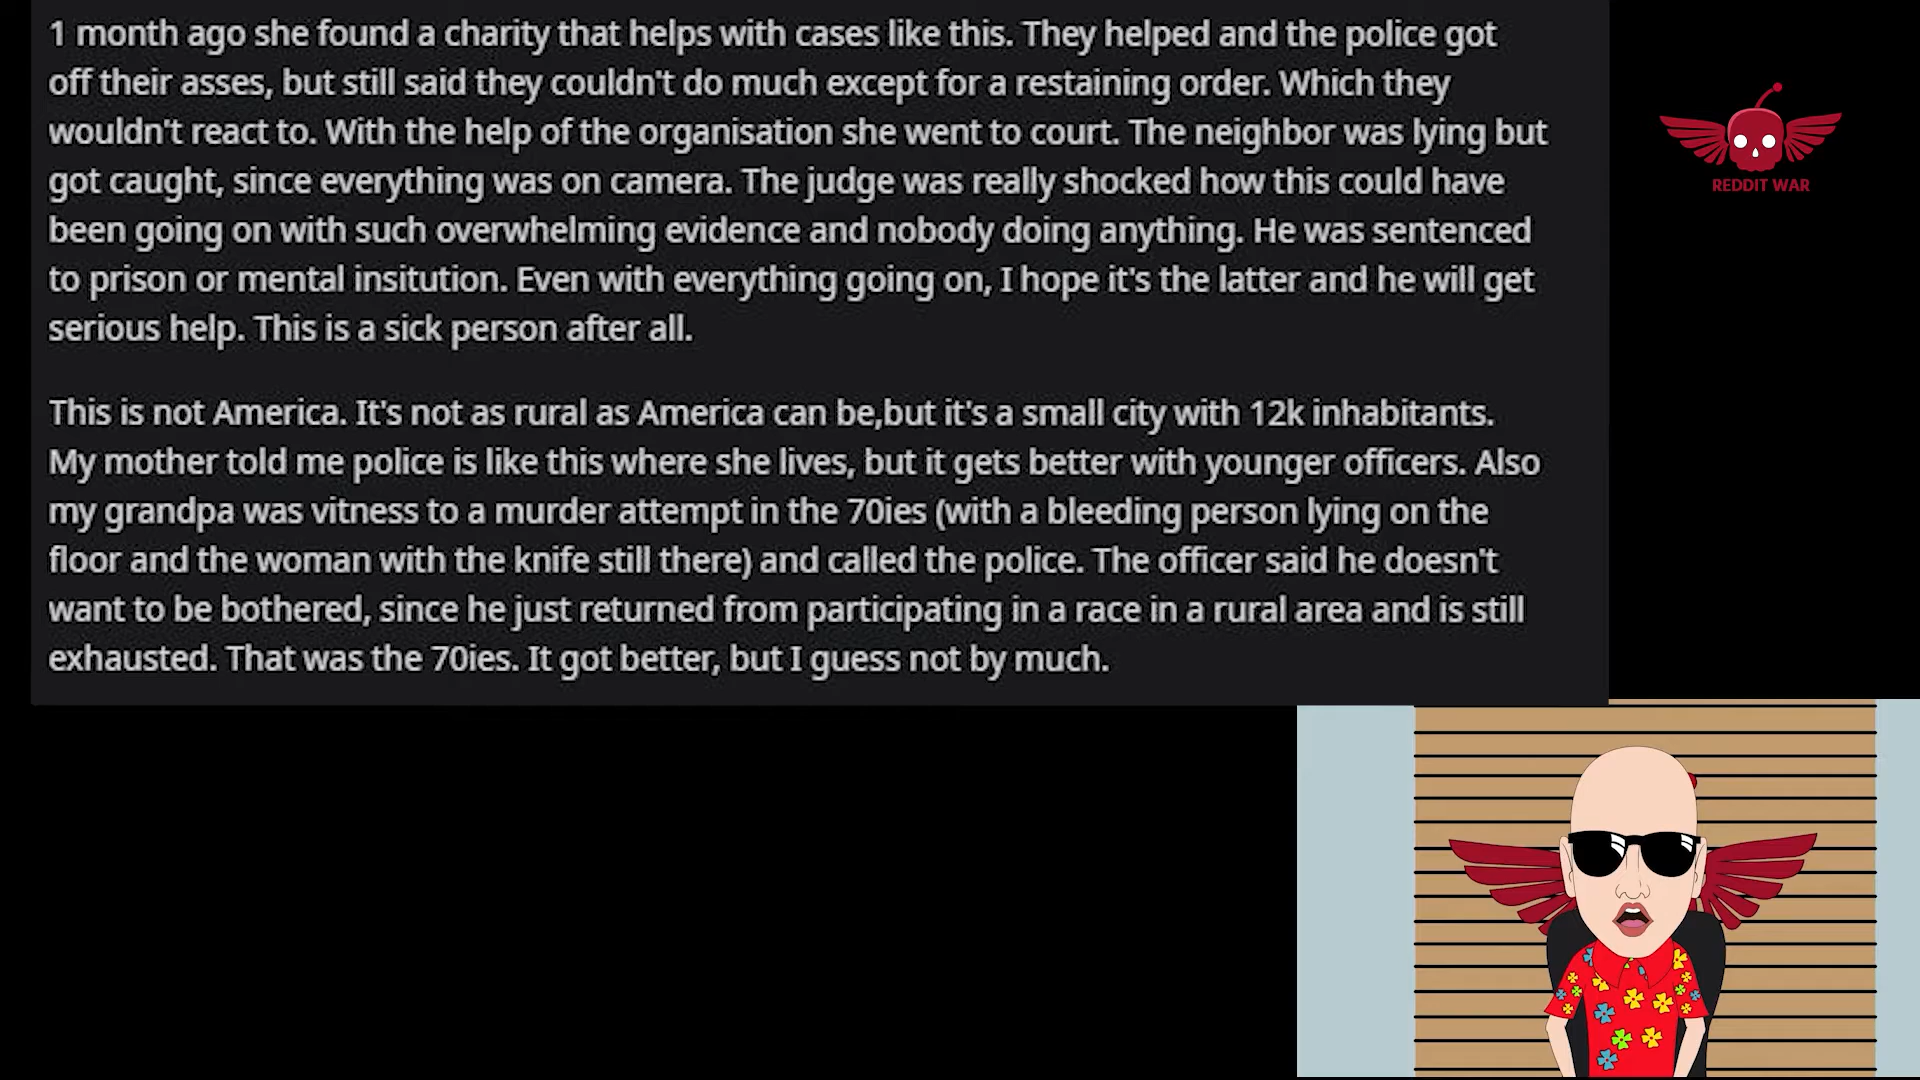 1 month ago she found a charity that helps with cases like this. They helped and the police got
off their asses, but still said they couldn't do much except for a restaining order. Which they
wouldn't react to. With the help of the organisation she went to court. The neighbor was lying but
got caught, since everything was on camera. The judge was really shocked how this could have
been going on with such overwhelming evidence and nobody doing anything. He was sentenced
to prison or mental insitution. Even with everything going on, I hope it's the latter and he will get
serious help. This is a sick person after all.
This is not America. It's not as rural as America can be,but it's a small city with 12k inhabitants.
My mother told me police is like this where she lives, but it gets better with younger officers. Also
my grandpa was vitness to a murder attempt in the 70ies (with a bleeding person lying on the
floor and the woman with the knife still there) and called the police. The officer said he doesn't
want to be bothered, since he just returned from participating in a race in a rural area and is still
exhausted. That was the 70ies. It got better, but I guess not by much.
REDDIT WAR